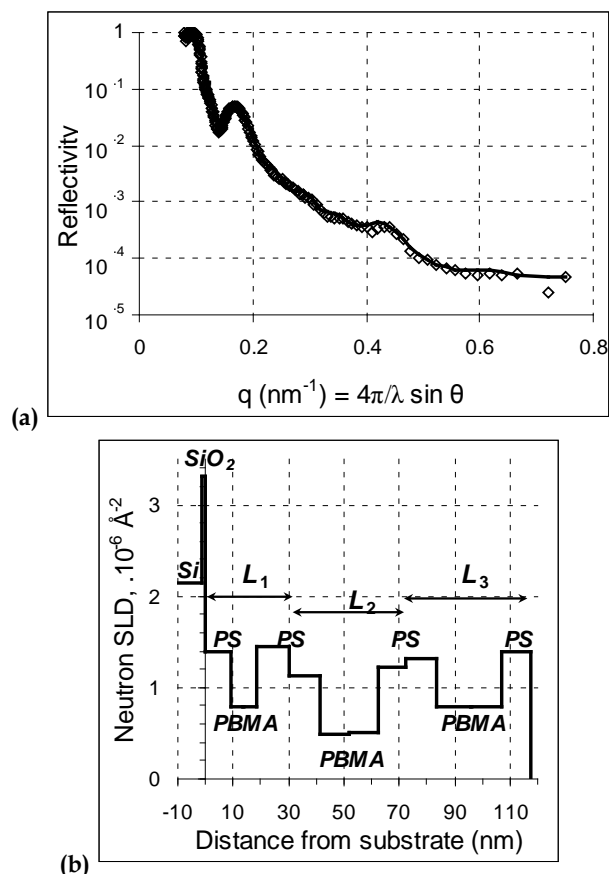 1
10⁻¹
10⁻²
10⁻³
10⁻⁴
10⁻⁵
Reflectivity
0 0.2 0.4 0.6 0.8
q (nm⁻¹) = 4π/λ sin θ
(a)
SiO₂
3
2
1
0
Neutron SLD, .10⁻⁶ Å⁻²
Si
L₁
L₂
L₃
PS PS PS PS
PBMA PBMA PBMA
-10 10 30 50 70 90 110
Distance from substrate (nm)
(b)